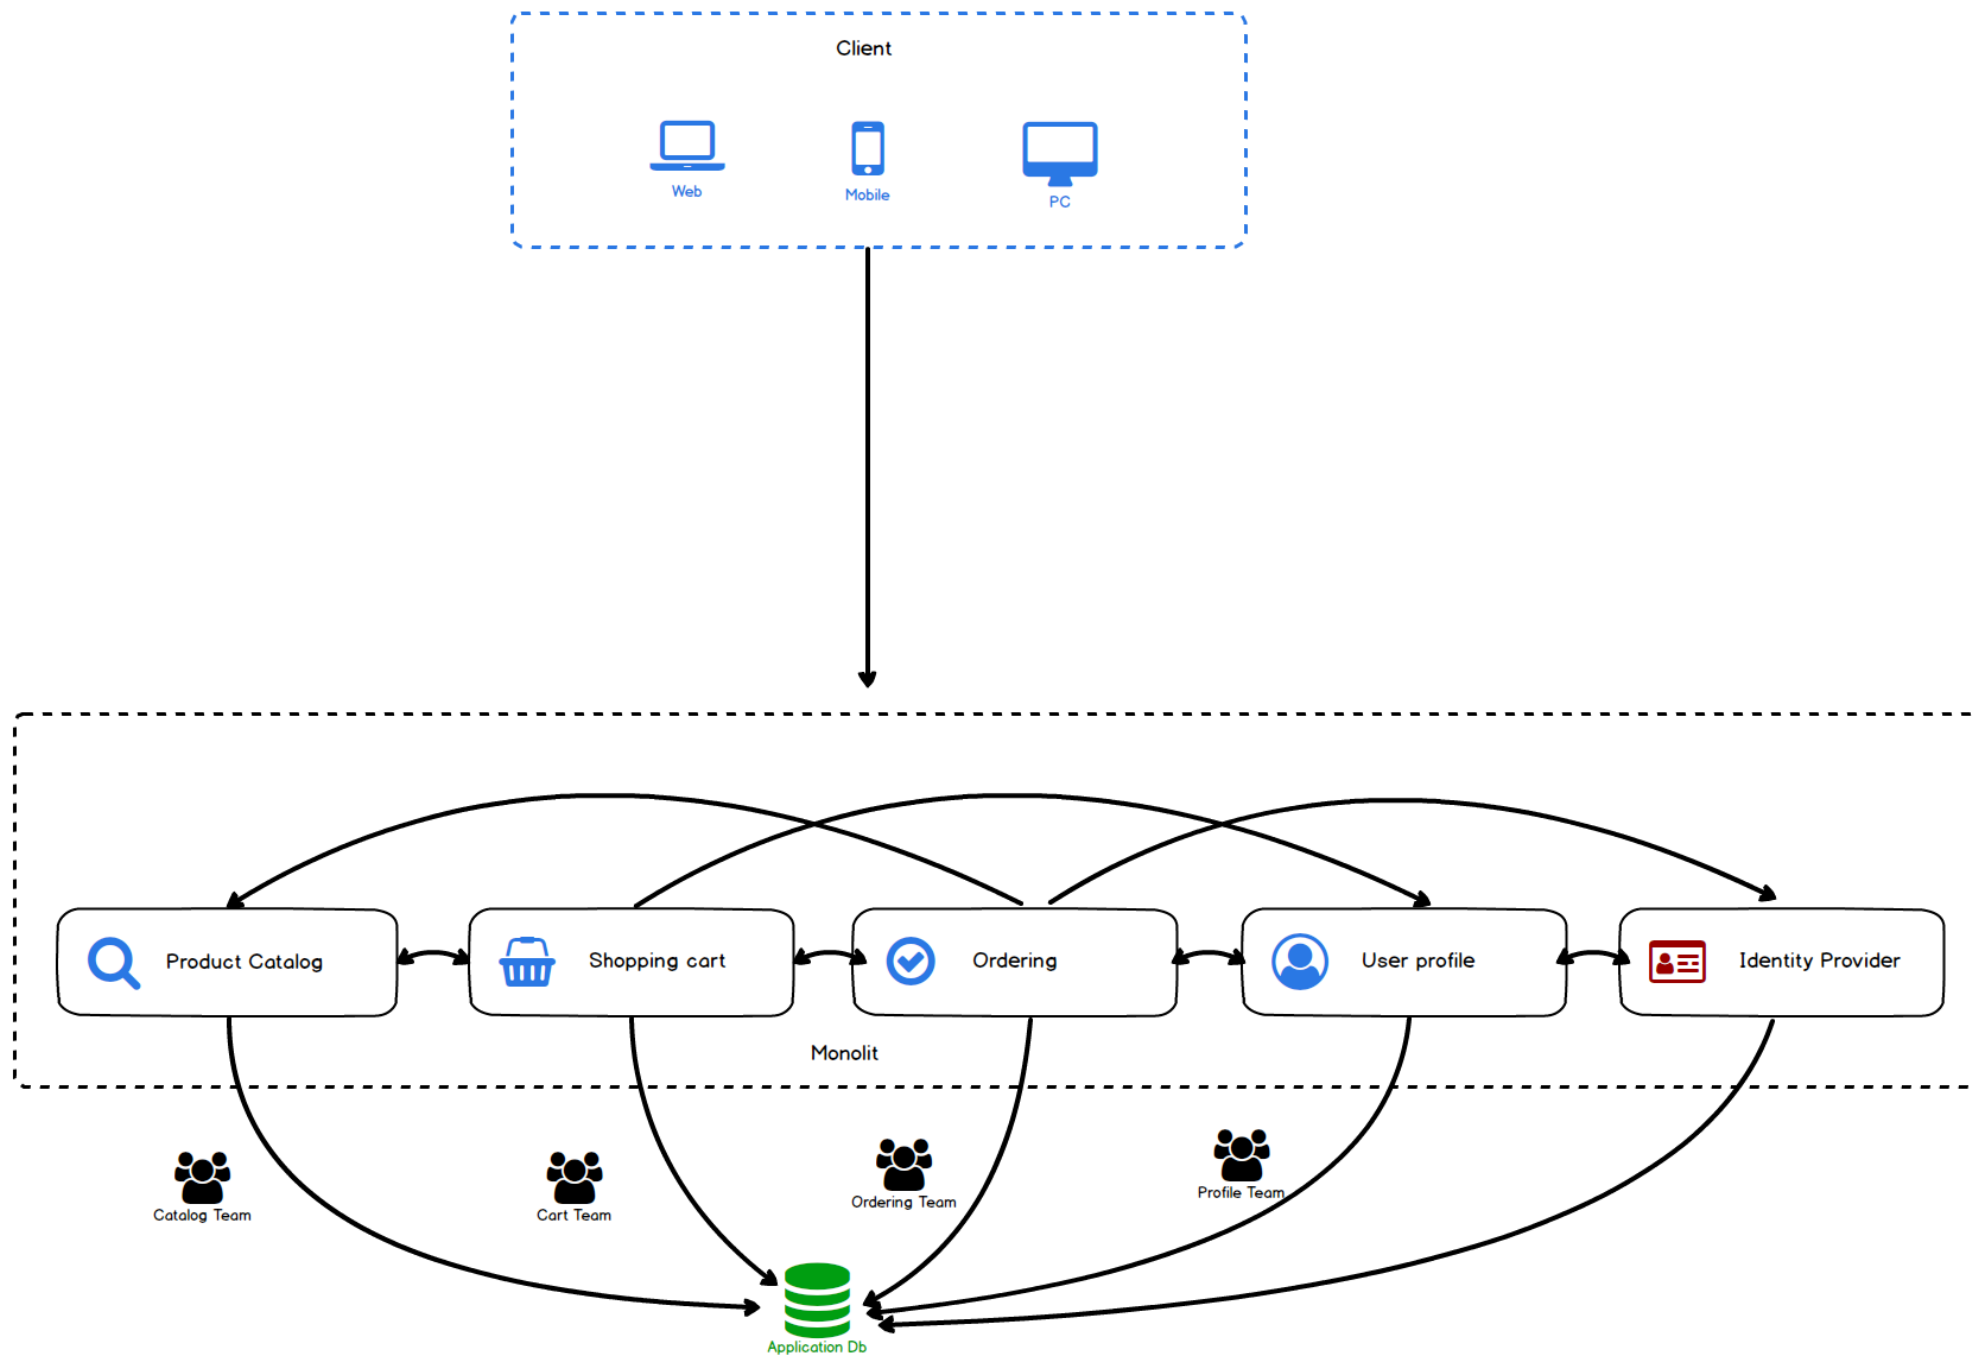 Client
Web
Mobile
PC
Product Catalog
Shopping cart
Ordering
User profile
Identity Provider
Monolit
Catalog Team
Cart Team
Ordering Team
Profile Team
Application Db